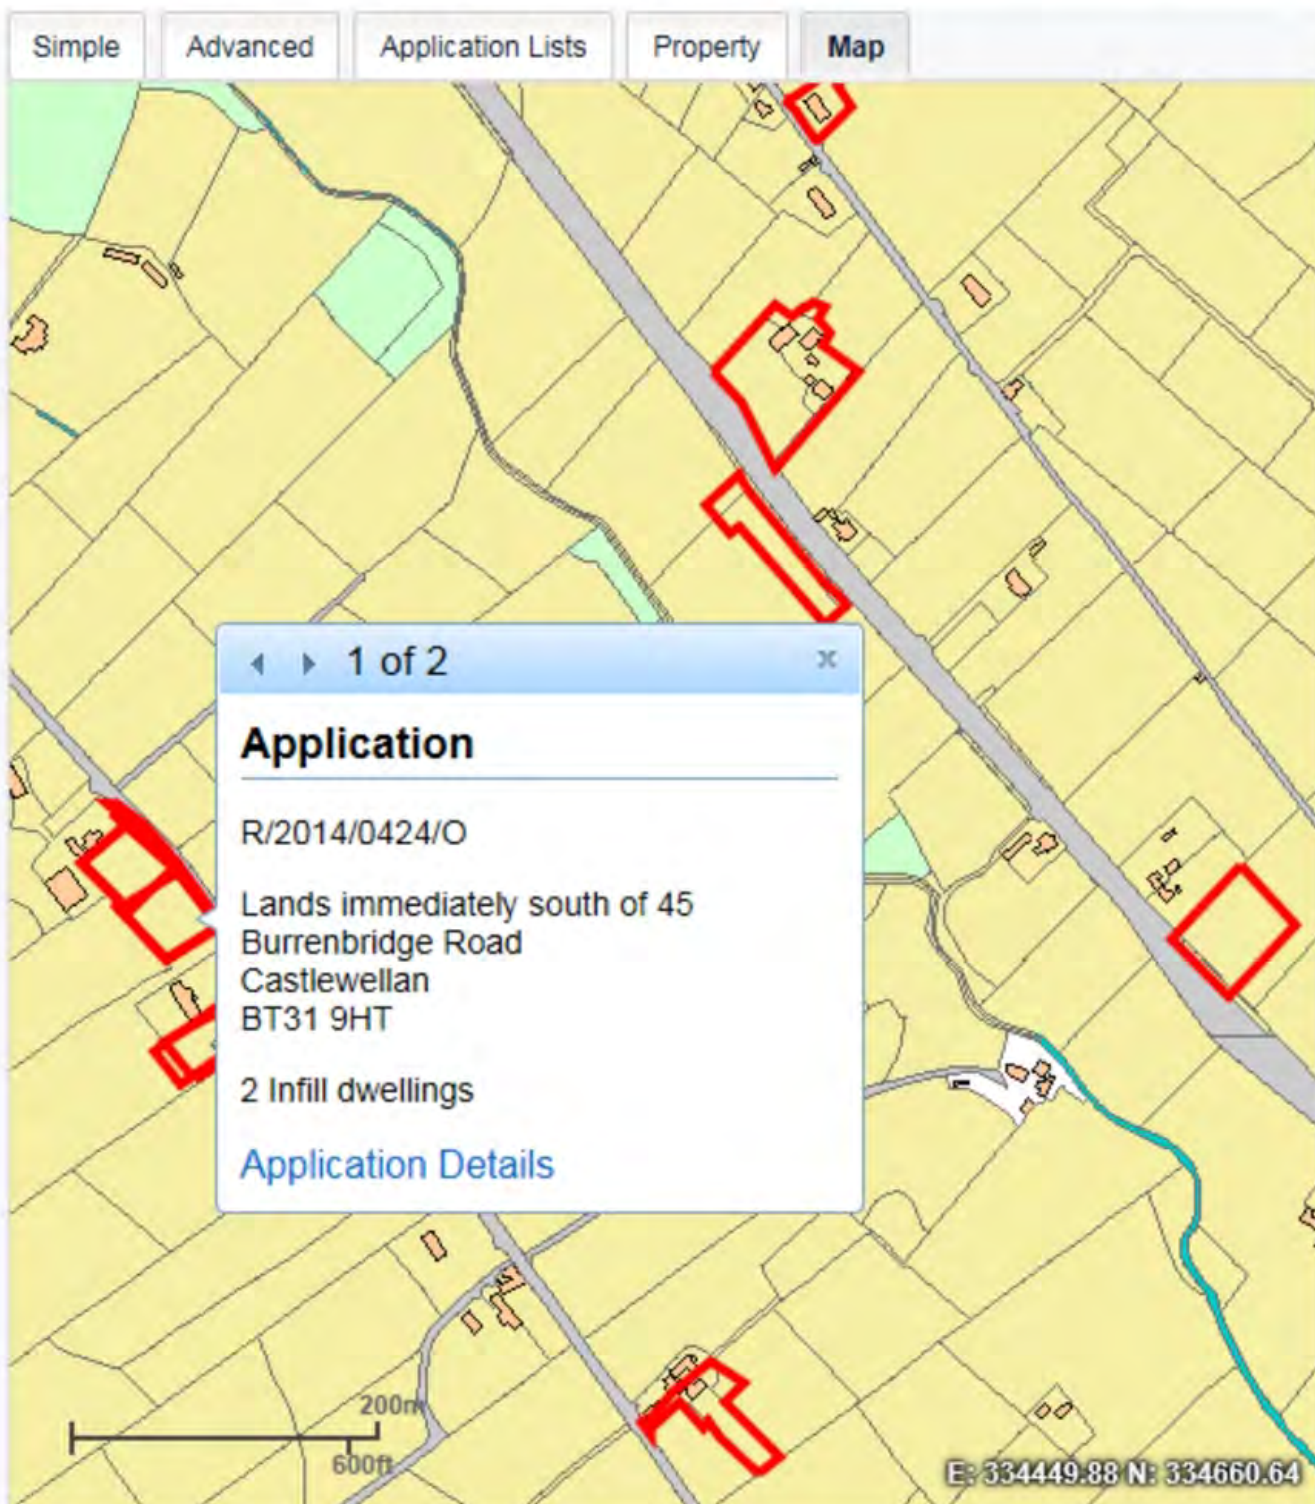 Simple
Advanced
Application Lists
Property
Map
1 of 2
x
Application
R/2014/0424/O
Lands immediately south of 45
Burrenbridge Road
Castlewellan
BT31 9HT
2 Infill dwellings
Application Details
200m
600ft
E: 334449.88 N: 334660.64